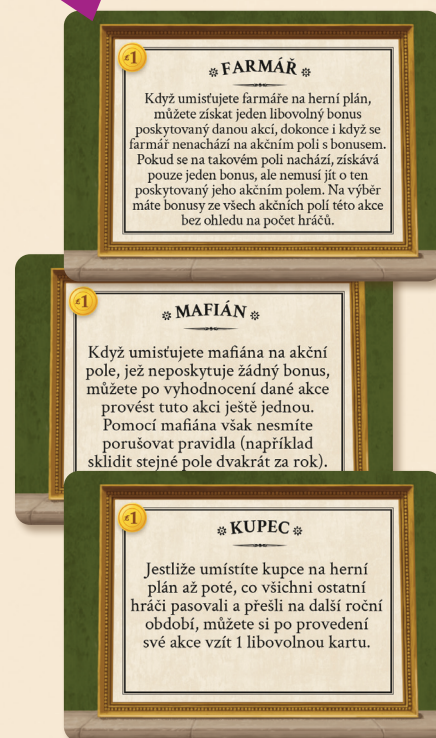 £1
FARMÁŘ
Když umisťujete farmáře na herní plán,
můžete získat jeden libovolný bonus
poskytovaný danou akcí, dokonce i když se
farmář nenachází na akčním poli s bonusem.
Pokud se na takovém poli nachází, získává
pouze jeden bonus, ale nemusí jít o ten
poskytovaný jeho akčním polem. Na výběr
máte bonusy ze všech akčních polí této akce
bez ohledu na počet hráčů.
£1
MAFIÁN
Když umisťujete mafiána na akční
pole, jež neposkytuje žádný bonus,
můžete po vyhodnocení dané akce
provést tuto akci ještě jednou.
Pomocí mafiána však nesmíte
porušovat pravidla (například
sklidit stejné pole dvakrát za rok).
£1
KUPEC
Jestliže umístíte kupce na herní
plán až poté, co všichni ostatní
hráči pasovali a přešli na další roční
období, můžete si po provedení
své akce vzít 1 libovolnou kartu.